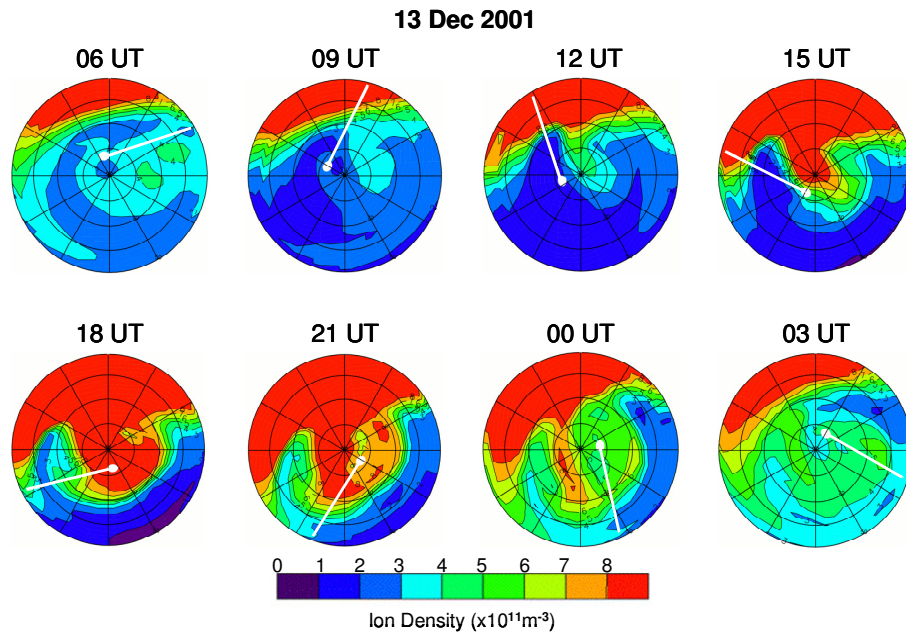 13 Dec 2001
06 UT 09 UT 12 UT 15 UT
18 UT 21 UT 00 UT 03 UT
0 1 2 3 4 5 6 7 8
Ion Density (x10¹¹m⁻³)